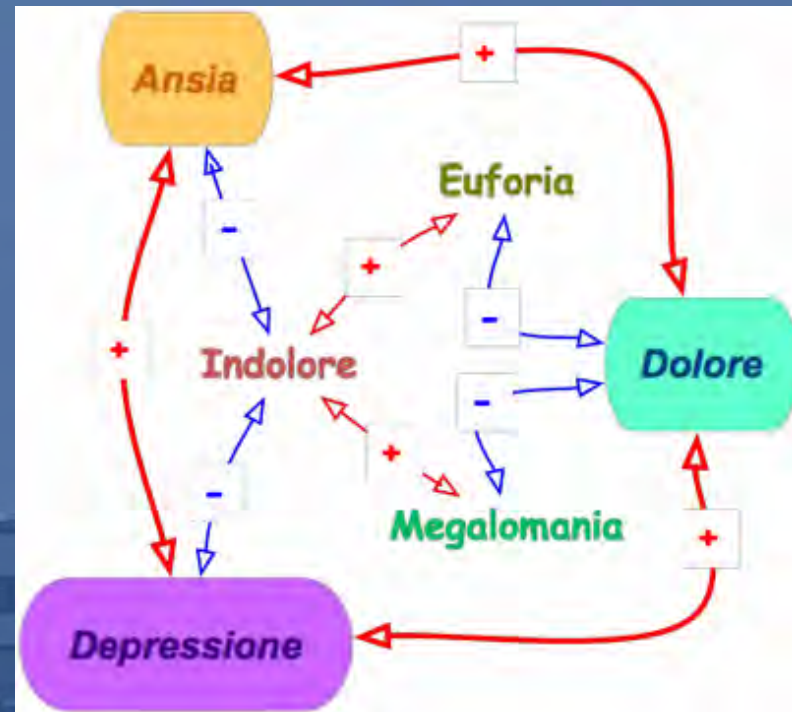 Ansia
+
Euforia
-
+
-
+
Indolore
Dolore
-
+
-
Megalomania
+
Depressione